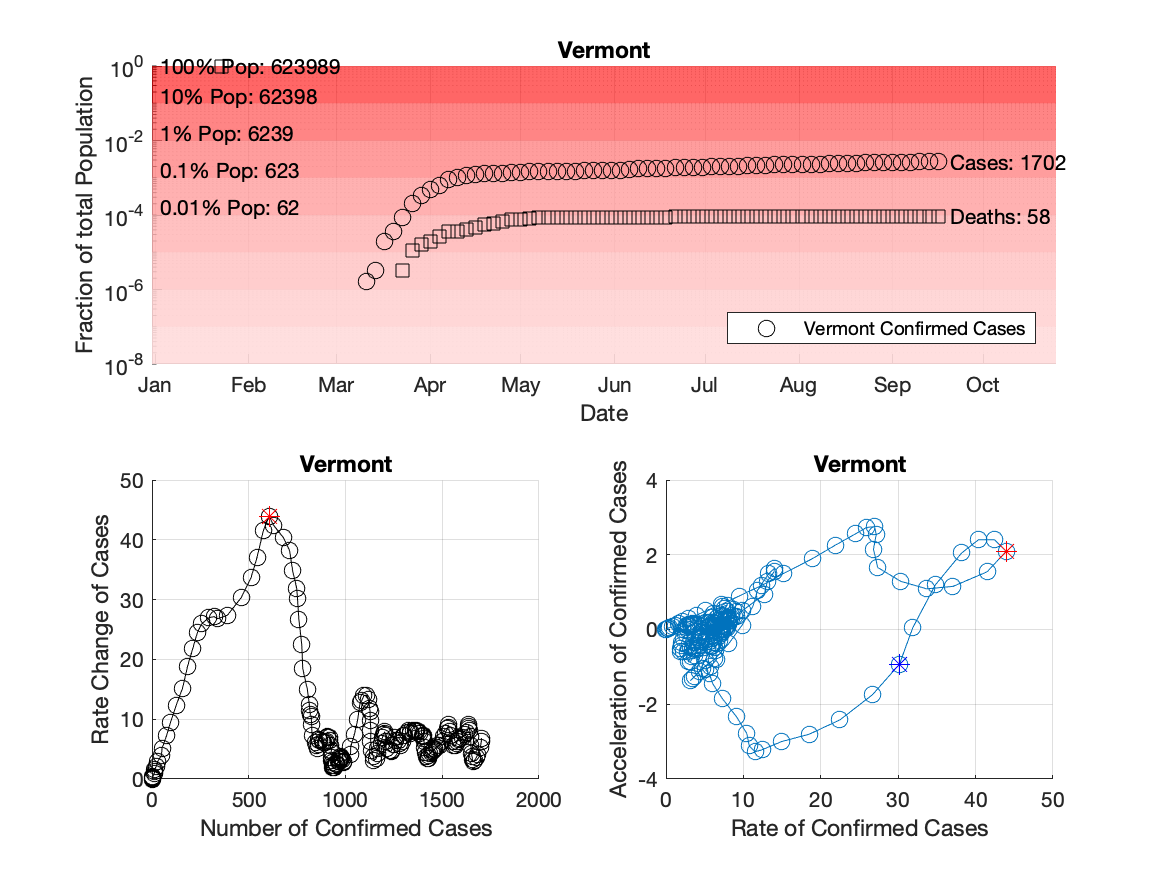 Vermont
10^0
10^-2
10^-4
10^-6
10^-8
Fraction of total Population
100% Pop: 623989
10% Pop: 62398
1% Pop: 6239
0.1% Pop: 623
0.01% Pop: 62
Cases: 1702
Deaths: 58
Vermont Confirmed Cases
Jan Feb Mar Apr May Jun Jul Aug Sep Oct
Date
Vermont
50
40
30
20
10
0
Rate Change of Cases
0 500 1000 1500 2000
Number of Confirmed Cases
Vermont
4
2
0
-2
-4
Acceleration of Confirmed Cases
0 10 20 30 40 50
Rate of Confirmed Cases